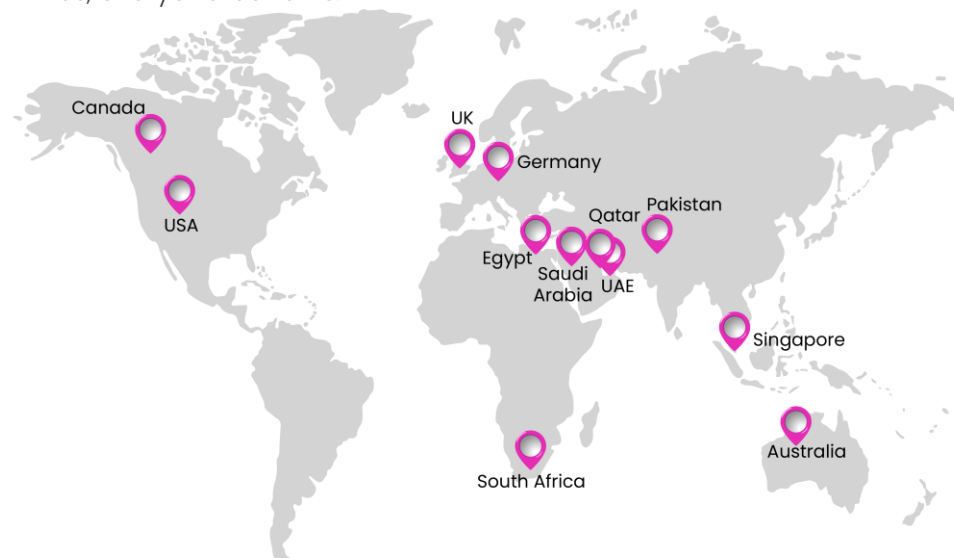 Canada
UK
Germany
USA
Qatar
Pakistan
Egypt
Saudi
Arabia
UAE
Singapore
Australia
South Africa